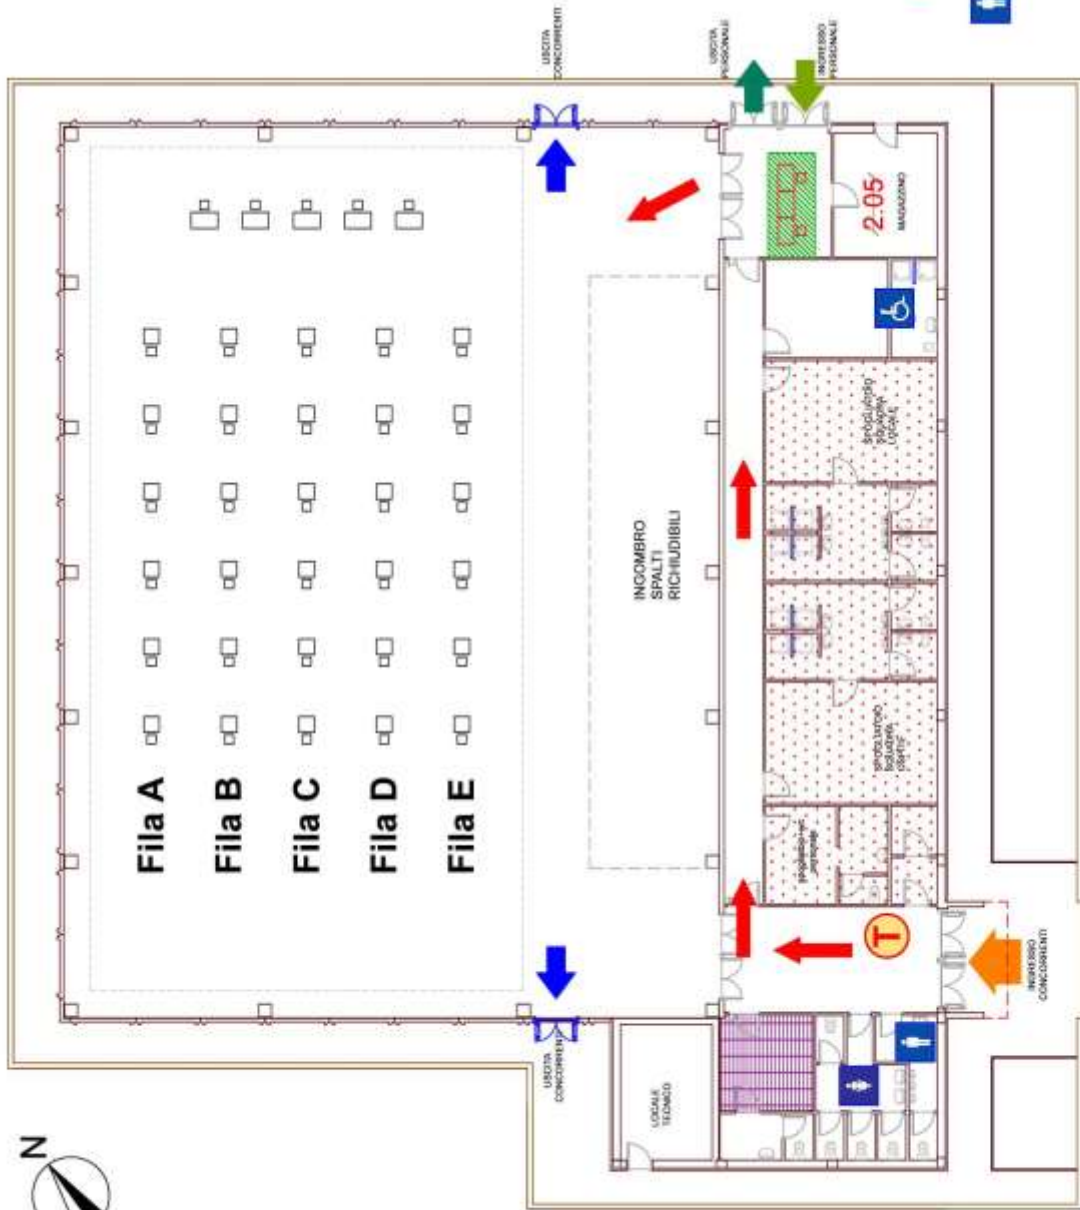 USCITA
CONCORRENTI
USCITA
PERSONALE
INGRESSO
PERSONALE
2.05
MAGAZZINO
INGOMBRO
SPALTI
RICHIUDIBILI
Fila A
Fila B
Fila C
Fila D
Fila E
T
INGRESSO
CONCORRENTI
USCITA
CONCORRENTI
LOCALE
TECNICO
N